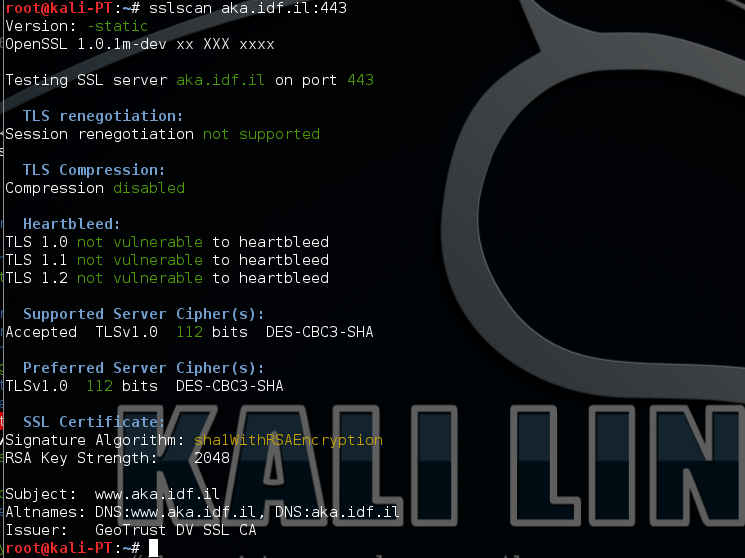 root@kali-PT:~# sslscan aka.idf.il:443
Version: -static
OpenSSL 1.0.1m-dev xx XXX xxxx
Testing SSL server aka.idf.il on port 443
TLS renegotiation:
Session renegotiation not supported
TLS Compression:
Compression disabled
Heartbleed:
TLS 1.0 not vulnerable to heartbleed
TLS 1.1 not vulnerable to heartbleed
TLS 1.2 not vulnerable to heartbleed
Supported Server Cipher(s):
Accepted  TLSv1.0  112 bits  DES-CBC3-SHA
Preferred Server Cipher(s):
TLSv1.0  112 bits  DES-CBC3-SHA
SSL Certificate:
Signature Algorithm: sha1WithRSAEncryption
RSA Key Strength:    2048
Subject:  www.aka.idf.il
Altnames: DNS:www.aka.idf.il, DNS:aka.idf.il
Issuer:   GeoTrust DV SSL CA
root@kali-PT:~#
KALI LIN